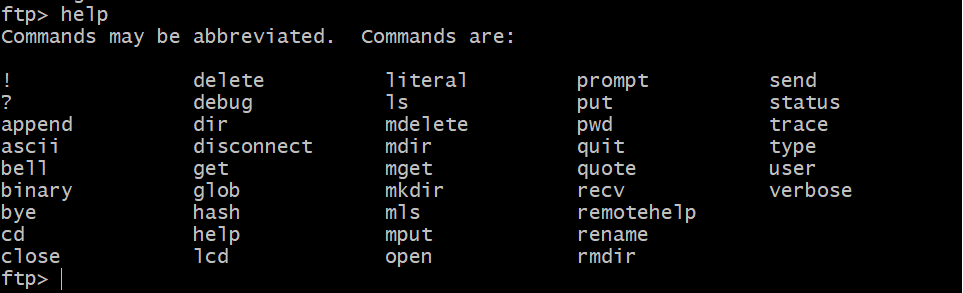 ftp> help
Commands may be abbreviated.  Commands are:
!               delete          literal         prompt          send
?               debug           ls              put             status
append          dir             mdelete         pwd             trace
ascii           disconnect      mdir            quit            type
bell            get             mget            quote           user
binary          glob            mkdir           recv            verbose
bye             hash            mls             remotehelp
cd              help            mput            rename
close           lcd             open            rmdir
ftp>